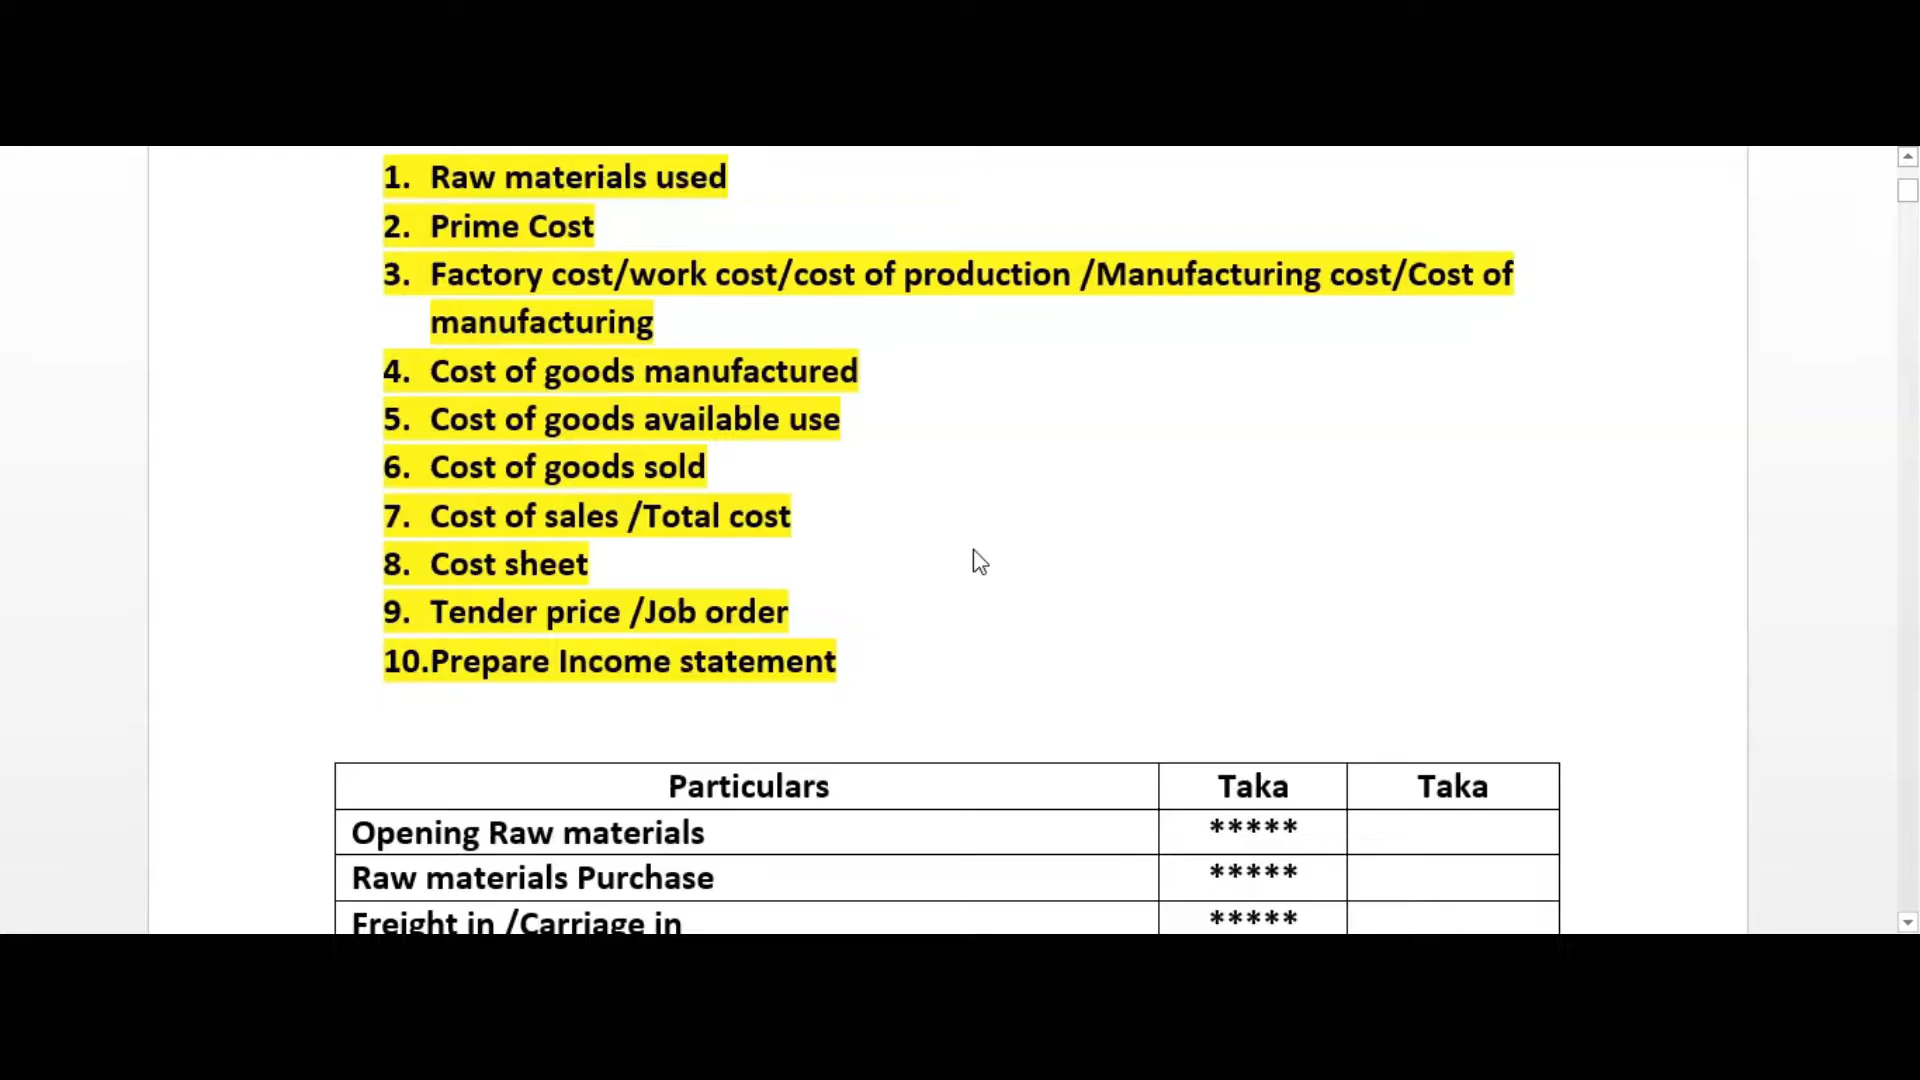 1. Raw materials used
2. Prime Cost
3. Factory cost/work cost/cost of production /Manufacturing cost/Cost of
manufacturing
4. Cost of goods manufactured
5. Cost of goods available use
6. Cost of goods sold
7. Cost of sales /Total cost
8. Cost sheet
9. Tender price /Job order
10.Prepare Income statement
Particulars Taka Taka
Opening Raw materials *****
Raw materials Purchase *****
Freight in /Carriage in *****